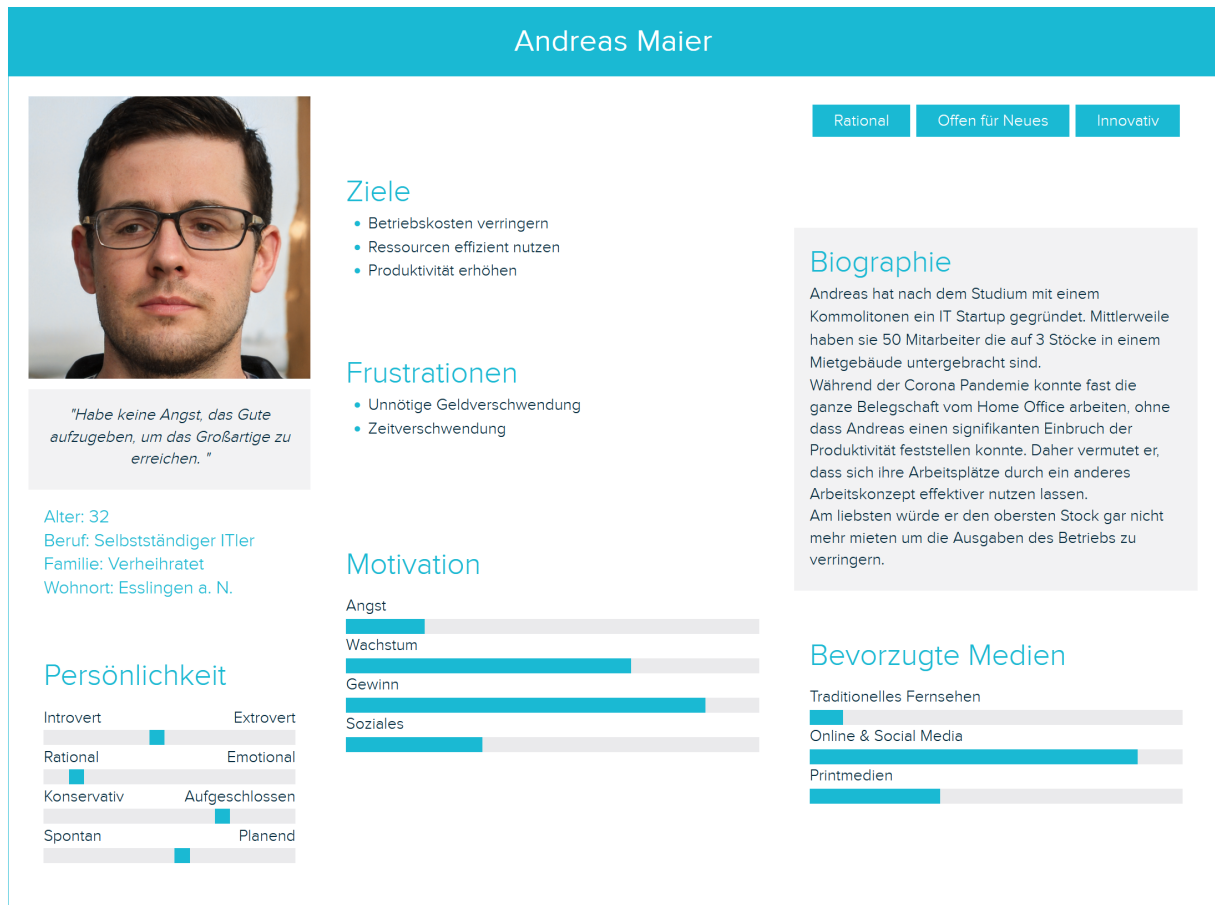 Andreas Maier
"Habe keine Angst, das Gute
aufzugeben, um das Großartige zu
erreichen. "
Alter: 32
Beruf: Selbstständiger ITler
Familie: Verheihratet
Wohnort: Esslingen a. N.
Persönlichkeit
Introvert Extrovert
Rational Emotional
Konservativ Aufgeschlossen
Spontan Planend
Ziele
Betriebskosten verringern
Ressourcen effizient nutzen
Produktivität erhöhen
Frustrationen
Unnötige Geldverschwendung
Zeitverschwendung
Motivation
Angst
Wachstum
Gewinn
Soziales
Rational Offen für Neues Innovativ
Biographie
Andreas hat nach dem Studium mit einem
Kommolitonen ein IT Startup gegründet. Mittlerweile
haben sie 50 Mitarbeiter die auf 3 Stöcke in einem
Mietgebäude untergebracht sind.
Während der Corona Pandemie konnte fast die
ganze Belegschaft vom Home Office arbeiten, ohne
dass Andreas einen signifikanten Einbruch der
Produktivität feststellen konnte. Daher vermutet er,
dass sich ihre Arbeitsplätze durch ein anderes
Arbeitskonzept effektiver nutzen lassen.
Am liebsten würde er den obersten Stock gar nicht
mehr mieten um die Ausgaben des Betriebs zu
verringern.
Bevorzugte Medien
Traditionelles Fernsehen
Online & Social Media
Printmedien